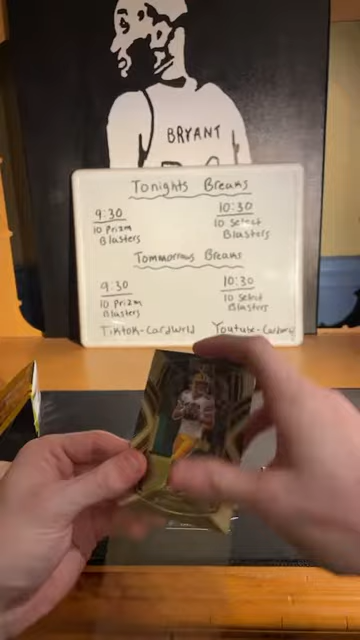 BRYANT
Tonights Breaks
9:30
10 Prizm
Blasters
10:30
10 Select
Blasters
Tommorrows Breaks
9:30
10 Prizm
Blasters
10:30
10 Select
Blasters
Tiktok-Cardwrld Youtube-Cardwrld